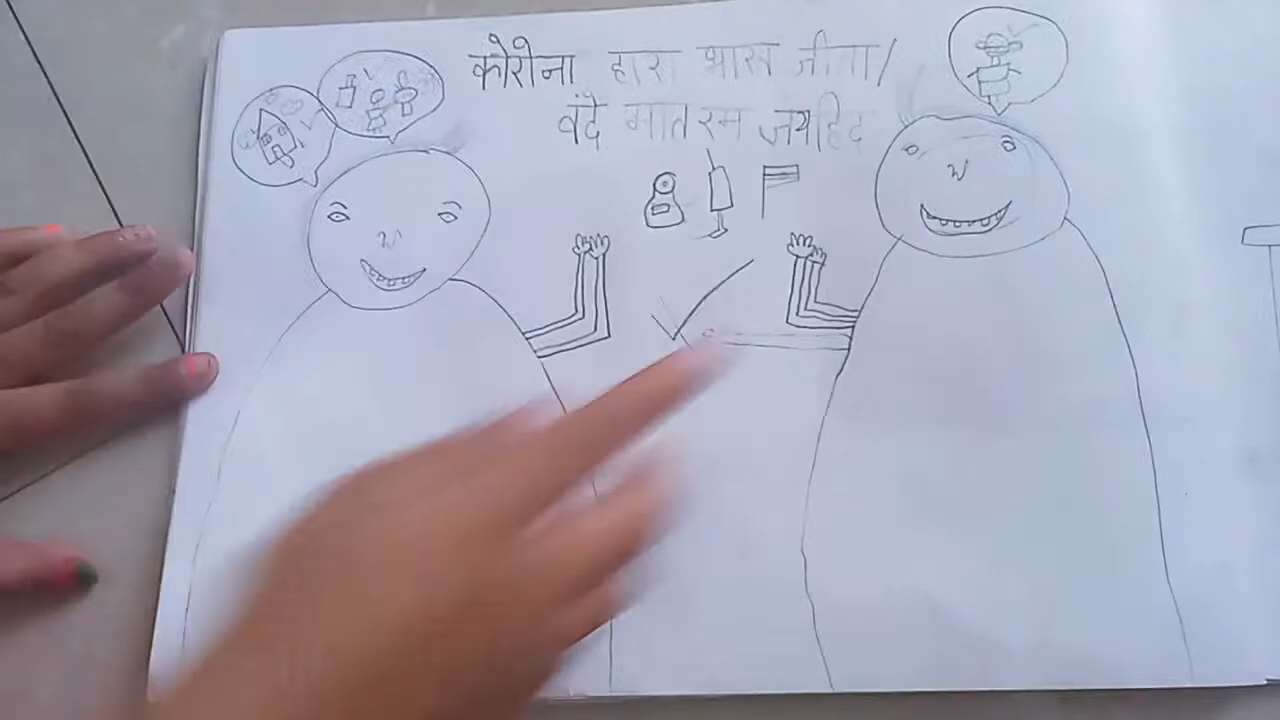 कोरोना हारा भारत जीता/
वंदे मातरम जयहिंद